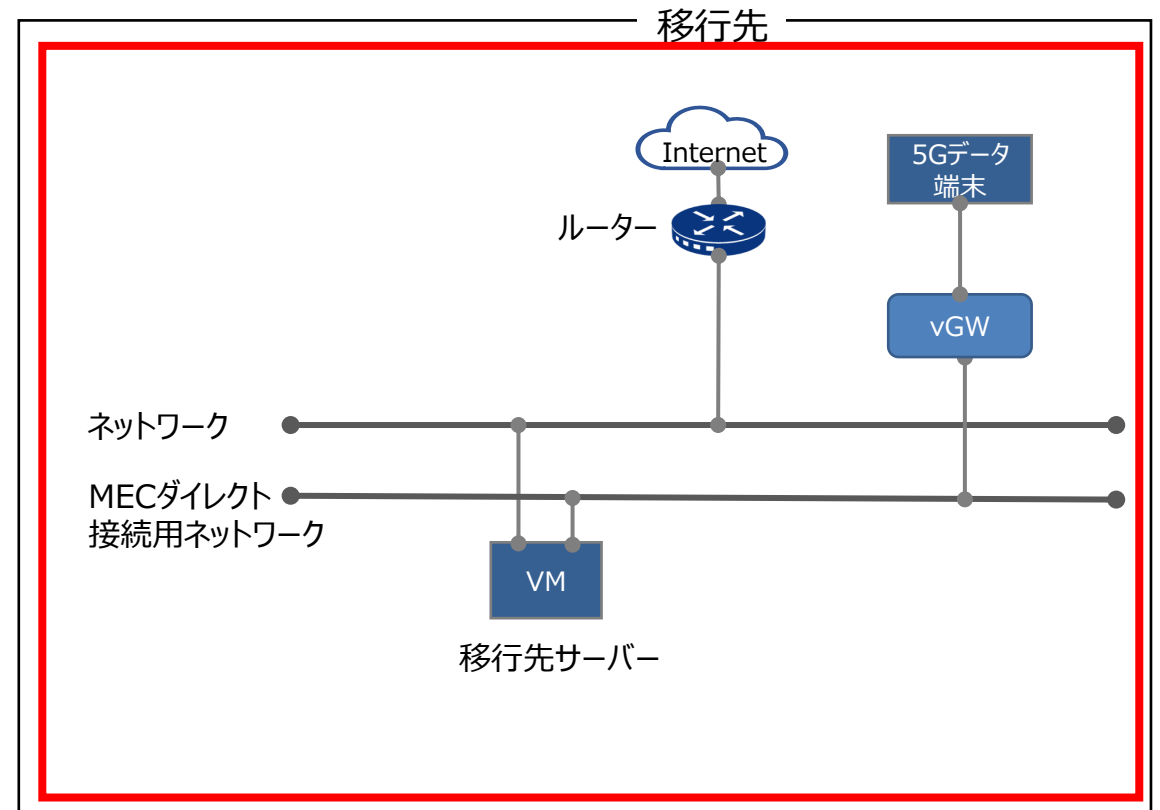 移行先
Internet
5Gデータ
端末
ルーター
vGW
ネットワーク
MECダイレクト
接続用ネットワーク
VM
移行先サーバー